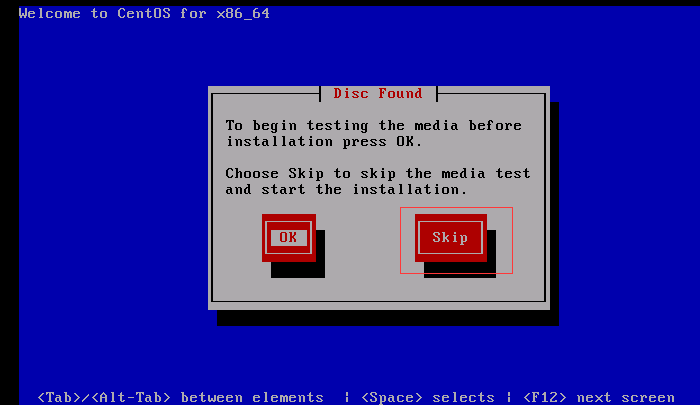 Welcome to CentOS for x86_64
Disc Found
To begin testing the media before
installation press OK.
Choose Skip to skip the media test
and start the installation.
OK Skip
<Tab>/<Alt-Tab> between elements | <Space> selects | <F12> next screen